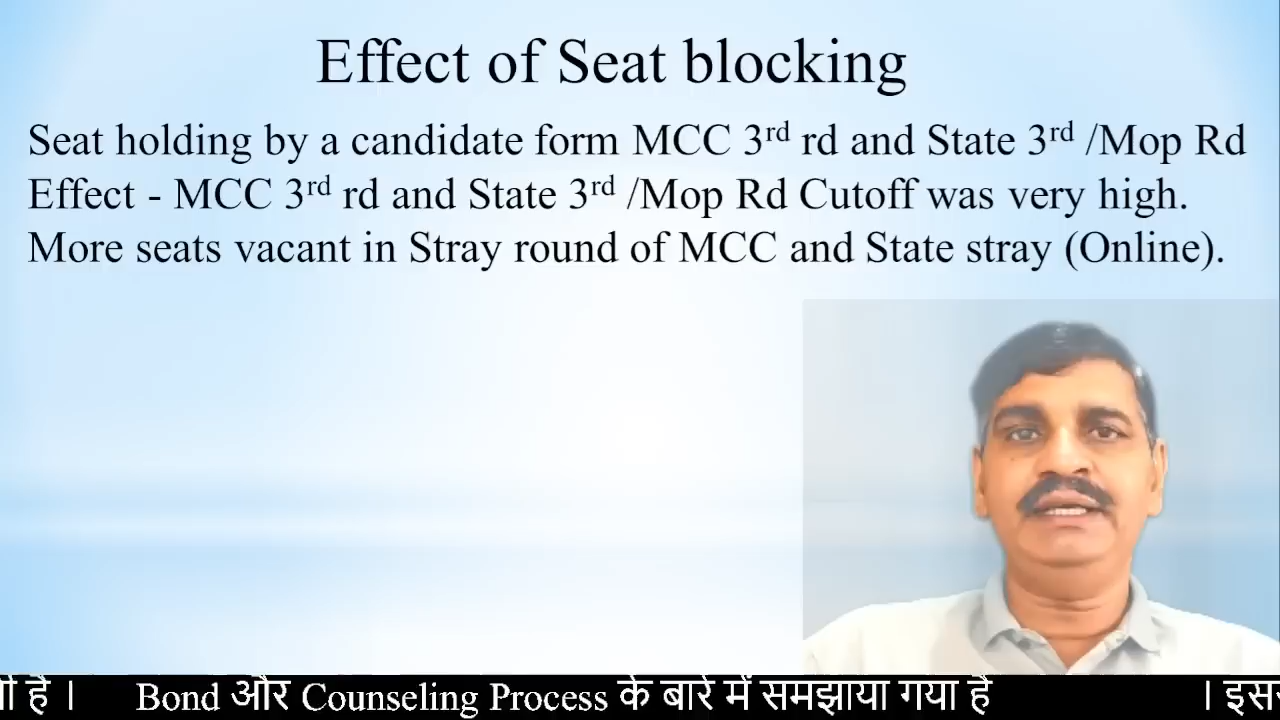 Effect of Seat blocking
Seat holding by a candidate form MCC 3rd rd and State 3rd /Mop Rd
Effect - MCC 3rd rd and State 3rd /Mop Rd Cutoff was very high.
More seats vacant in Stray round of MCC and State stray (Online).
है । Bond और Counseling Process के बारे में समझाया गया है । इस